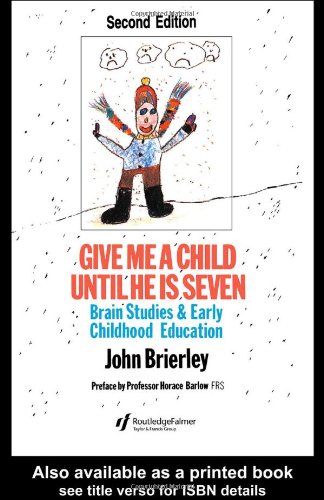 Second Edition
GIVE ME A CHILD
UNTIL HE IS SEVEN
Brain Studies & Early
Childhood Education
John Brierley
Preface by Professor Horace Barlow FRS
RoutledgeFalmer
Taylor & Francis Group
Also available as a printed book
see title verso for ISBN details